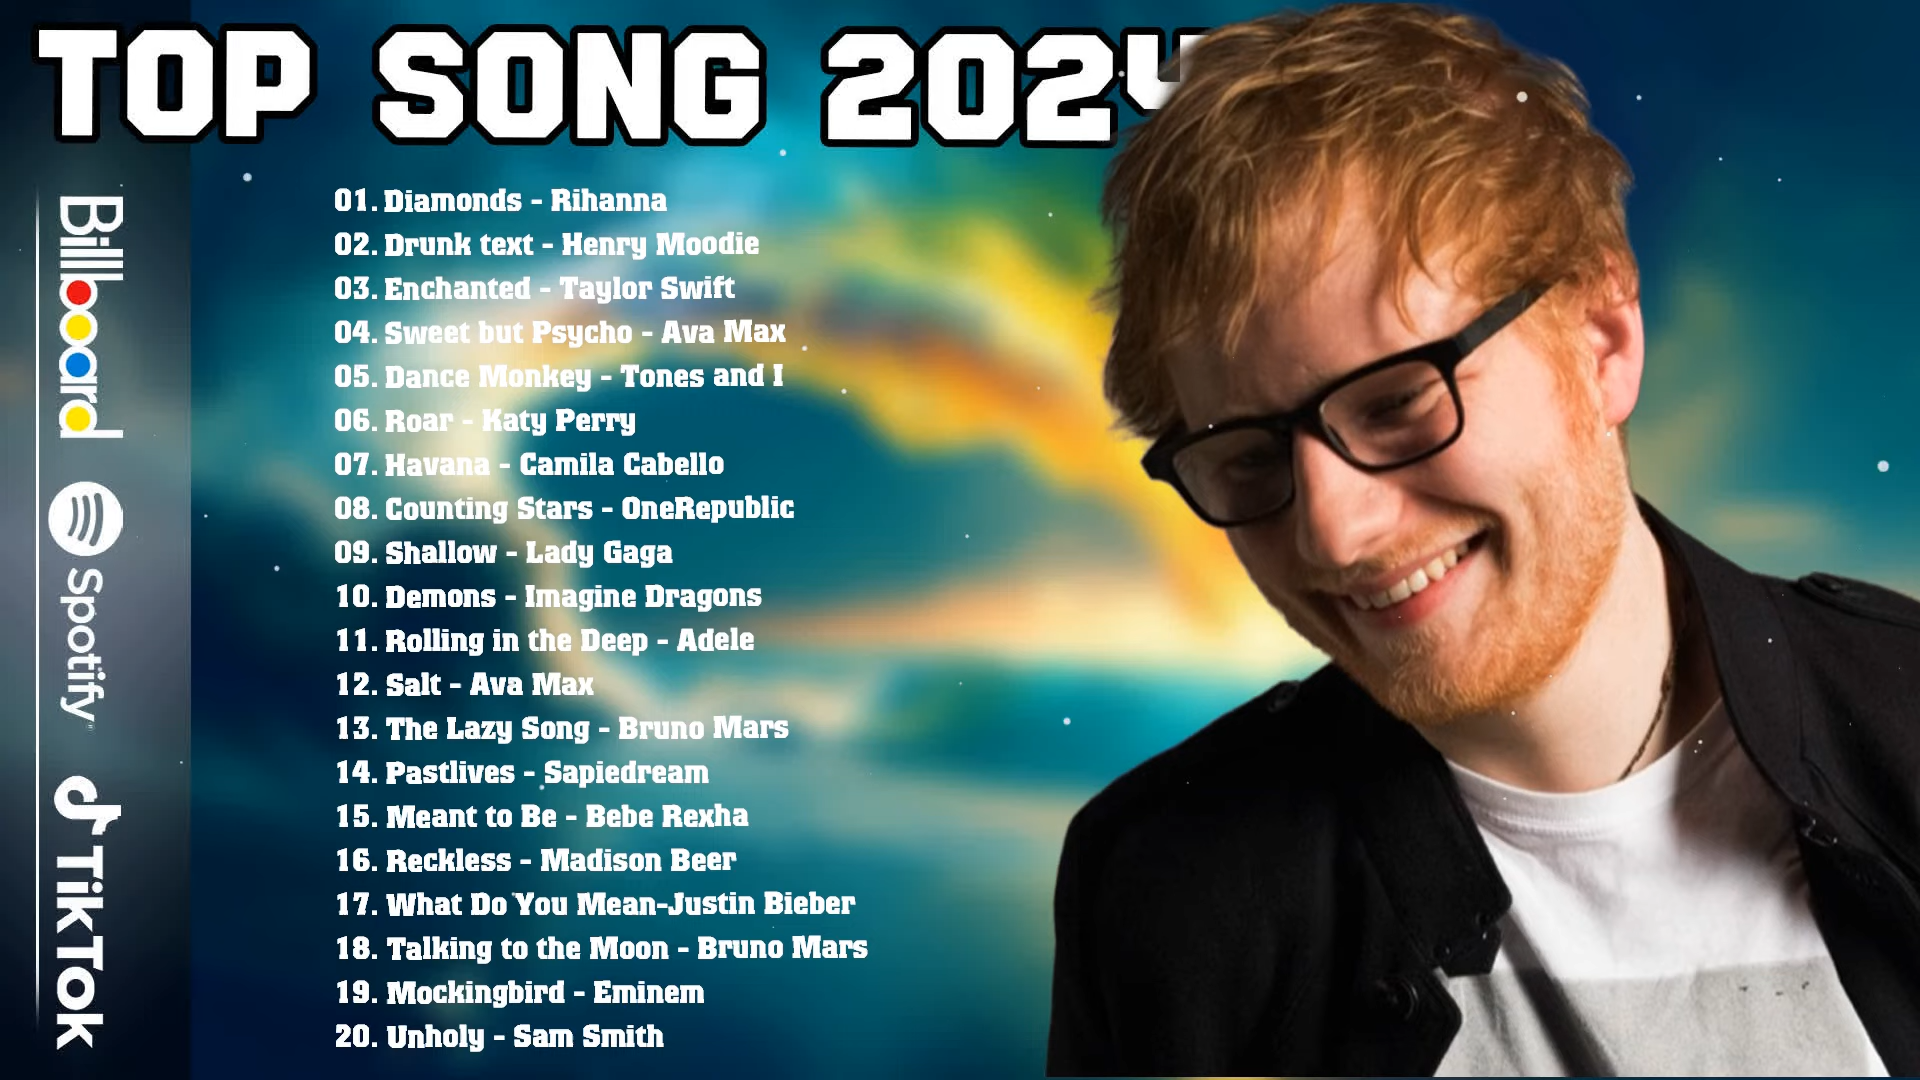 TOP SONG 2024
Billboard
Spotify
TikTok
01. Diamonds - Rihanna
02. Drunk text - Henry Moodie
03. Enchanted - Taylor Swift
04. Sweet but Psycho - Ava Max
05. Dance Monkey - Tones and I
06. Roar - Katy Perry
07. Havana - Camila Cabello
08. Counting Stars - OneRepublic
09. Shallow - Lady Gaga
10. Demons - Imagine Dragons
11. Rolling in the Deep - Adele
12. Salt - Ava Max
13. The Lazy Song - Bruno Mars
14. Pastlives - Sapiedream
15. Meant to Be - Bebe Rexha
16. Reckless - Madison Beer
17. What Do You Mean-Justin Bieber
18. Talking to the Moon - Bruno Mars
19. Mockingbird - Eminem
20. Unholy - Sam Smith